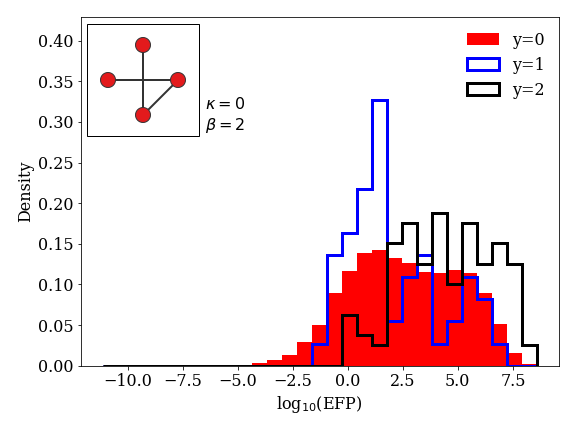 0.40
0.35
0.30
0.25
0.20
0.15
0.10
0.05
0.00
Density
κ = 0
β = 2
y=0
y=1
y=2
−10.0 −7.5 −5.0 −2.5 0.0 2.5 5.0 7.5
log₁₀(EFP)